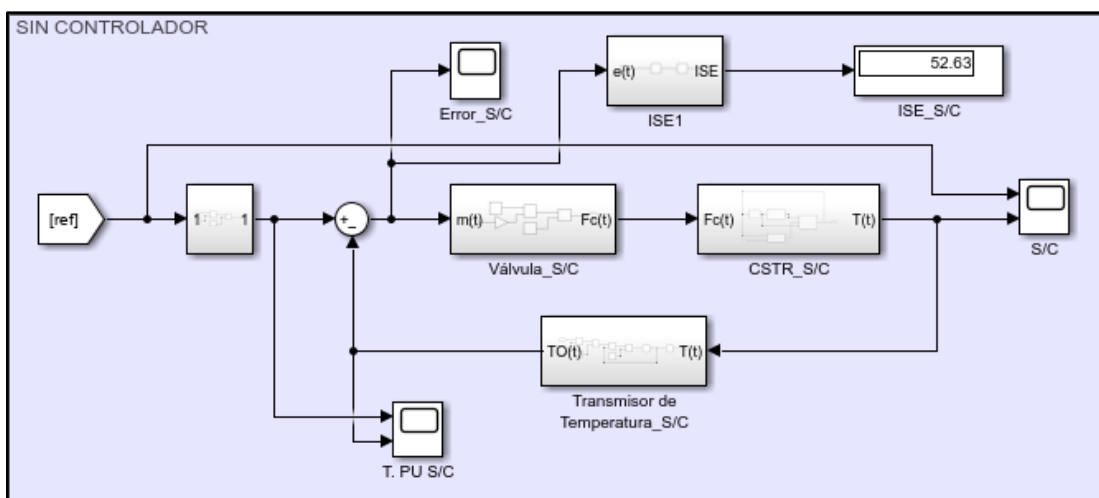 SIN CONTROLADOR
Error_S/C
e(t)
ISE
ISE1
52.63
ISE_S/C
[ref]
1
1
+
-
m(t)
Fc(t)
Válvula_S/C
Fc(t)
T(t)
CSTR_S/C
S/C
TO(t)
T(t)
Transmisor de
Temperatura_S/C
T. PU S/C